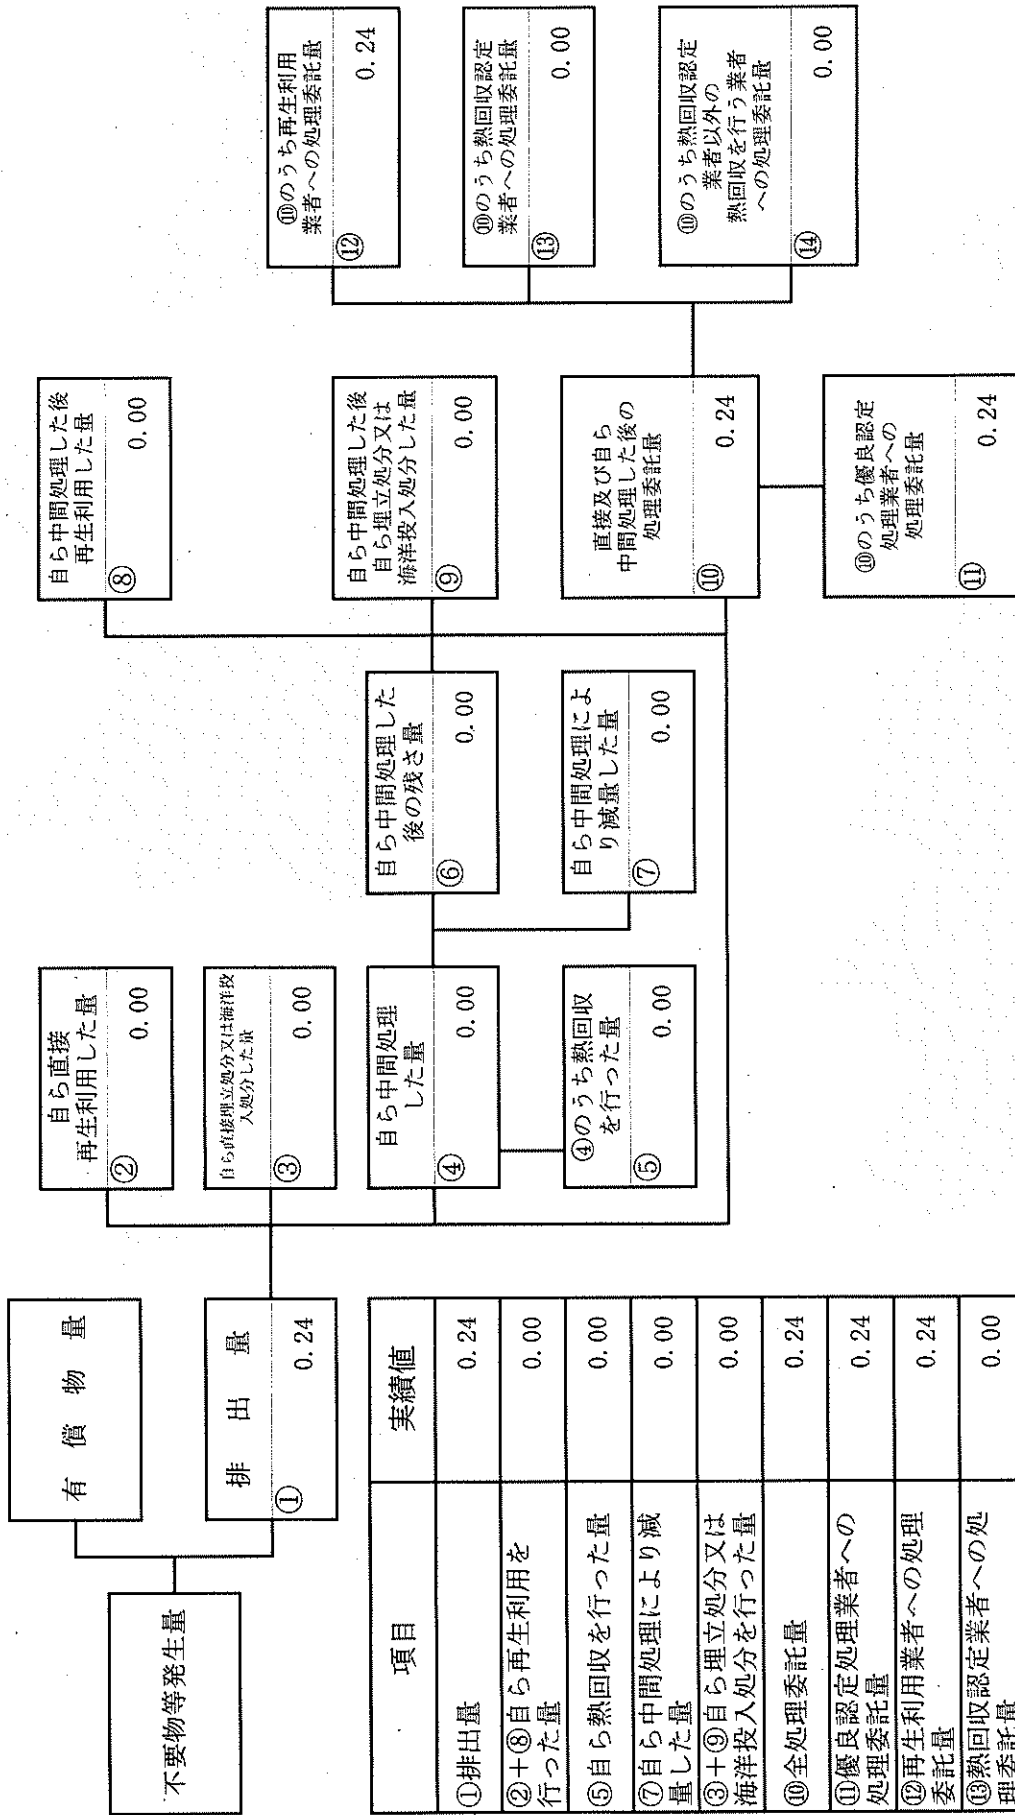 不要物等発生量
有償物量
排出量
①
0.24
自ら直接
再生利用した量
②
0.00
自ら直接埋立処分又は海洋投
入処分した量
③
0.00
自ら中間処理
した量
④
0.00
④のうち熱回収
を行った量
⑤
0.00
自ら中間処理した
後の残さ量
⑥
0.00
自ら中間処理によ
り減量した量
⑦
0.00
自ら中間処理した後
再生利用した量
⑧
0.00
自ら中間処理した後
自ら埋立処分又は
海洋投入処分した量
⑨
0.00
直接及び自ら
中間処理した後の
処理委託量
⑩
0.24
⑩のうち優良認定
処理業者への
処理委託量
⑪
0.24
⑩のうち再生利用
業者への処理委託量
⑫
0.24
⑩のうち熱回収認定
業者への処理委託量
⑬
0.00
⑩のうち熱回収認定
業者以外の
熱回収を行う業者
への処理委託量
⑭
0.00
項目 実績値
①排出量 0.24
②+⑧自ら再生利用を
行った量 0.00
⑤自ら熱回収を行った量 0.00
⑦自ら中間処理により減
量した量 0.00
③+⑨自ら埋立処分又は
海洋投入処分を行った量 0.00
⑩全処理委託量 0.24
⑪優良認定処理業者への
処理委託量 0.24
⑫再生利用業者への処理
委託量 0.24
⑬熱回収認定業者への処
理委託量 0.00